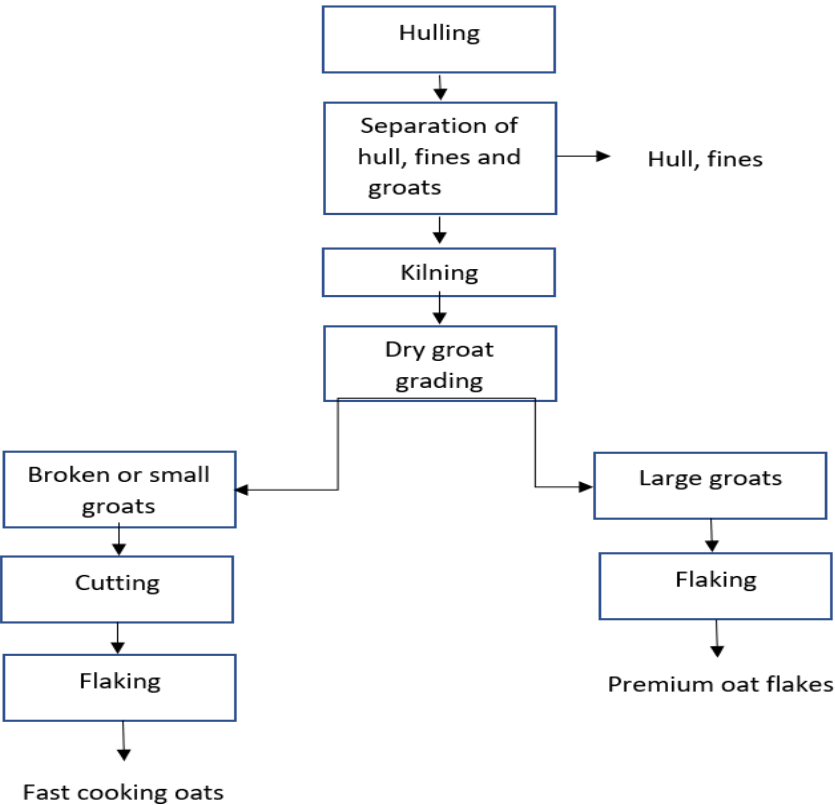 Hulling
Separation of
hull, fines and
groats
Hull, fines
Kilning
Dry groat
grading
Broken or small
groats
Large groats
Cutting
Flaking
Flaking
Premium oat flakes
Fast cooking oats